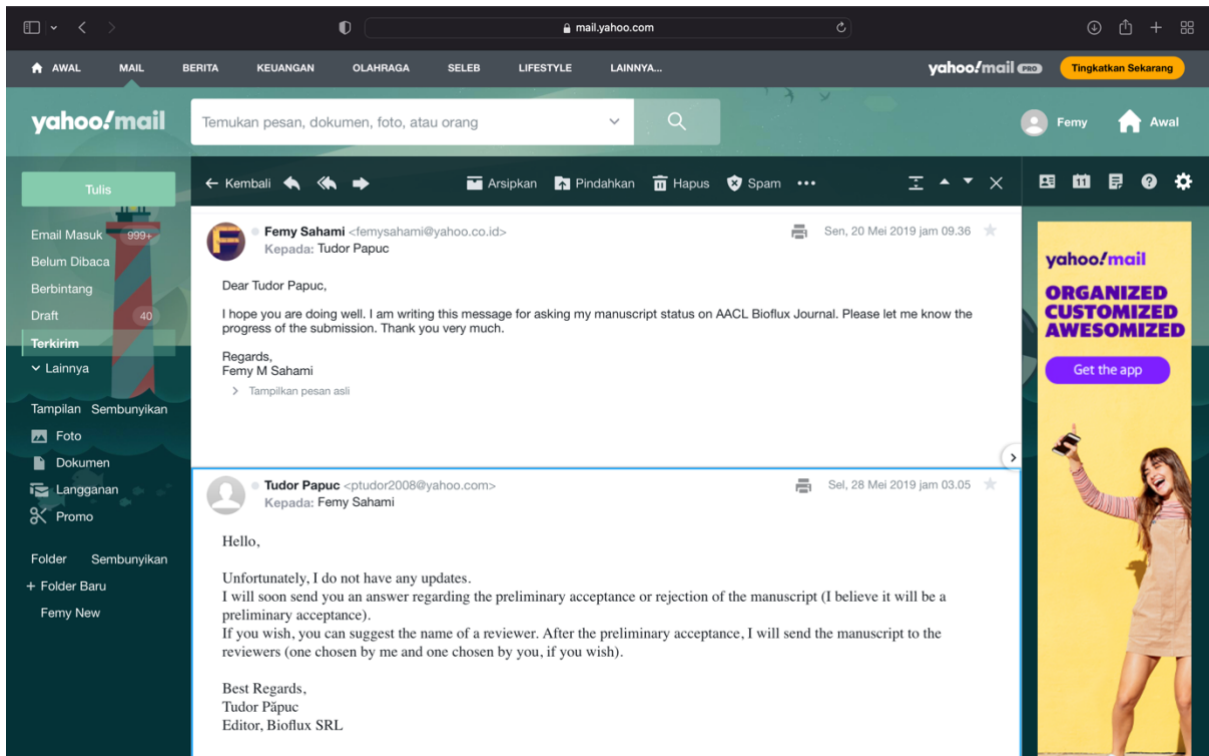 mail.yahoo.com
AWAL MAIL BERITA KEUANGAN OLAHRAGA SELEB LIFESTYLE LAINNYA... yahoo!mail PRO Tingkatkan Sekarang
yahoo!mail Temukan pesan, dokumen, foto, atau orang Femy Awal
Tulis Kembali Arsipkan Pindahkan Hapus Spam 11
Email Masuk 999+
Belum Dibaca
Berbintang
Draft 40
Terkirim
Lainnya
Tampilan Sembunyikan
Foto
Dokumen
Langganan
Promo
Folder Sembunyikan
+ Folder Baru
Femy New
F
Femy Sahami <femysahami@yahoo.co.id> Sen, 20 Mei 2019 jam 09.36
Kepada: Tudor Papuc
Dear Tudor Papuc,
I hope you are doing well. I am writing this message for asking my manuscript status on AACL Bioflux Journal. Please let me know the
progress of the submission. Thank you very much.
Regards,
Femy M Sahami
Tampilkan pesan asli
Tudor Papuc <ptudor2008@yahoo.com> Sel, 28 Mei 2019 jam 03.05
Kepada: Femy Sahami
Hello,
Unfortunately, I do not have any updates.
I will soon send you an answer regarding the preliminary acceptance or rejection of the manuscript (I believe it will be a
preliminary acceptance).
If you wish, you can suggest the name of a reviewer. After the preliminary acceptance, I will send the manuscript to the
reviewers (one chosen by me and one chosen by you, if you wish).
Best Regards,
Tudor Păpuc
Editor, Bioflux SRL
yahoo!mail
ORGANIZED
CUSTOMIZED
AWESOMIZED
Get the app